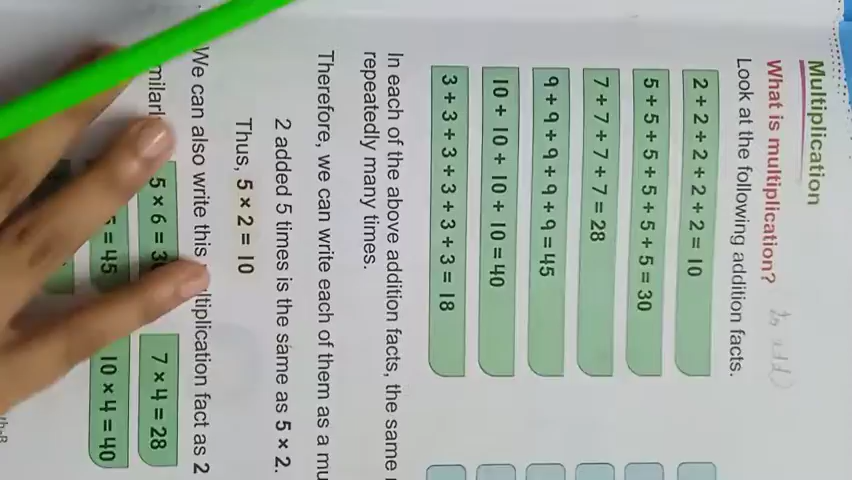 Multiplication
What is multiplication?
Look at the following addition facts.
2 + 2 + 2 + 2 + 2 = 10
5 + 5 + 5 + 5 + 5 + 5 = 30
7 + 7 + 7 + 7 = 28
9 + 9 + 9 + 9 + 9 = 45
10 + 10 + 10 + 10 = 40
3 + 3 + 3 + 3 + 3 + 3 = 18
In each of the above addition facts, the same
repeatedly many times.
Therefore, we can write each of them as a mu
2 added 5 times is the same as 5 × 2.
Thus, 5 × 2 = 10
We can also write this ltiplication fact as 2
milarl
5 × 6 = 3
7 × 4 = 28
= 45
10 × 4 = 40